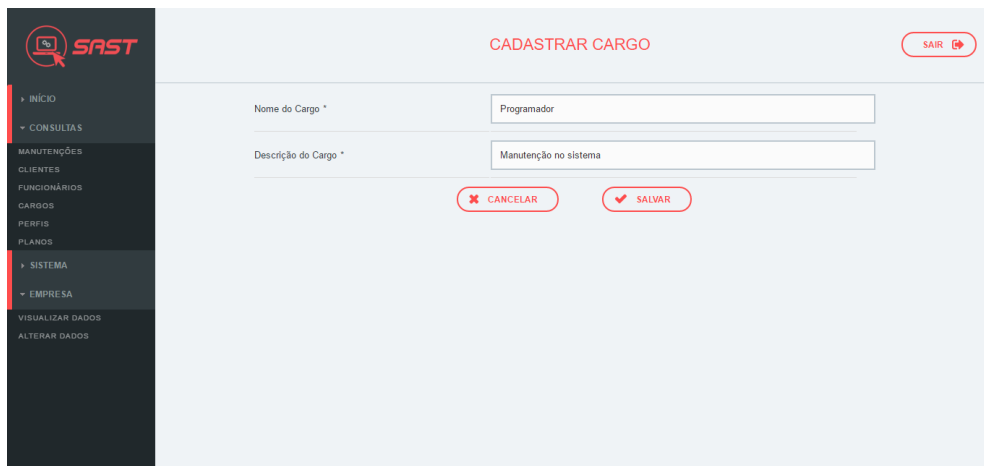 SAST
CADASTRAR CARGO
SAIR
INÍCIO
CONSULTAS
MANUTENÇÕES
CLIENTES
FUNCIONÁRIOS
CARGOS
PERFIS
PLANOS
SISTEMA
EMPRESA
VISUALIZAR DADOS
ALTERAR DADOS
Nome do Cargo *
Programador
Descrição do Cargo *
Manutenção no sistema
CANCELAR
SALVAR